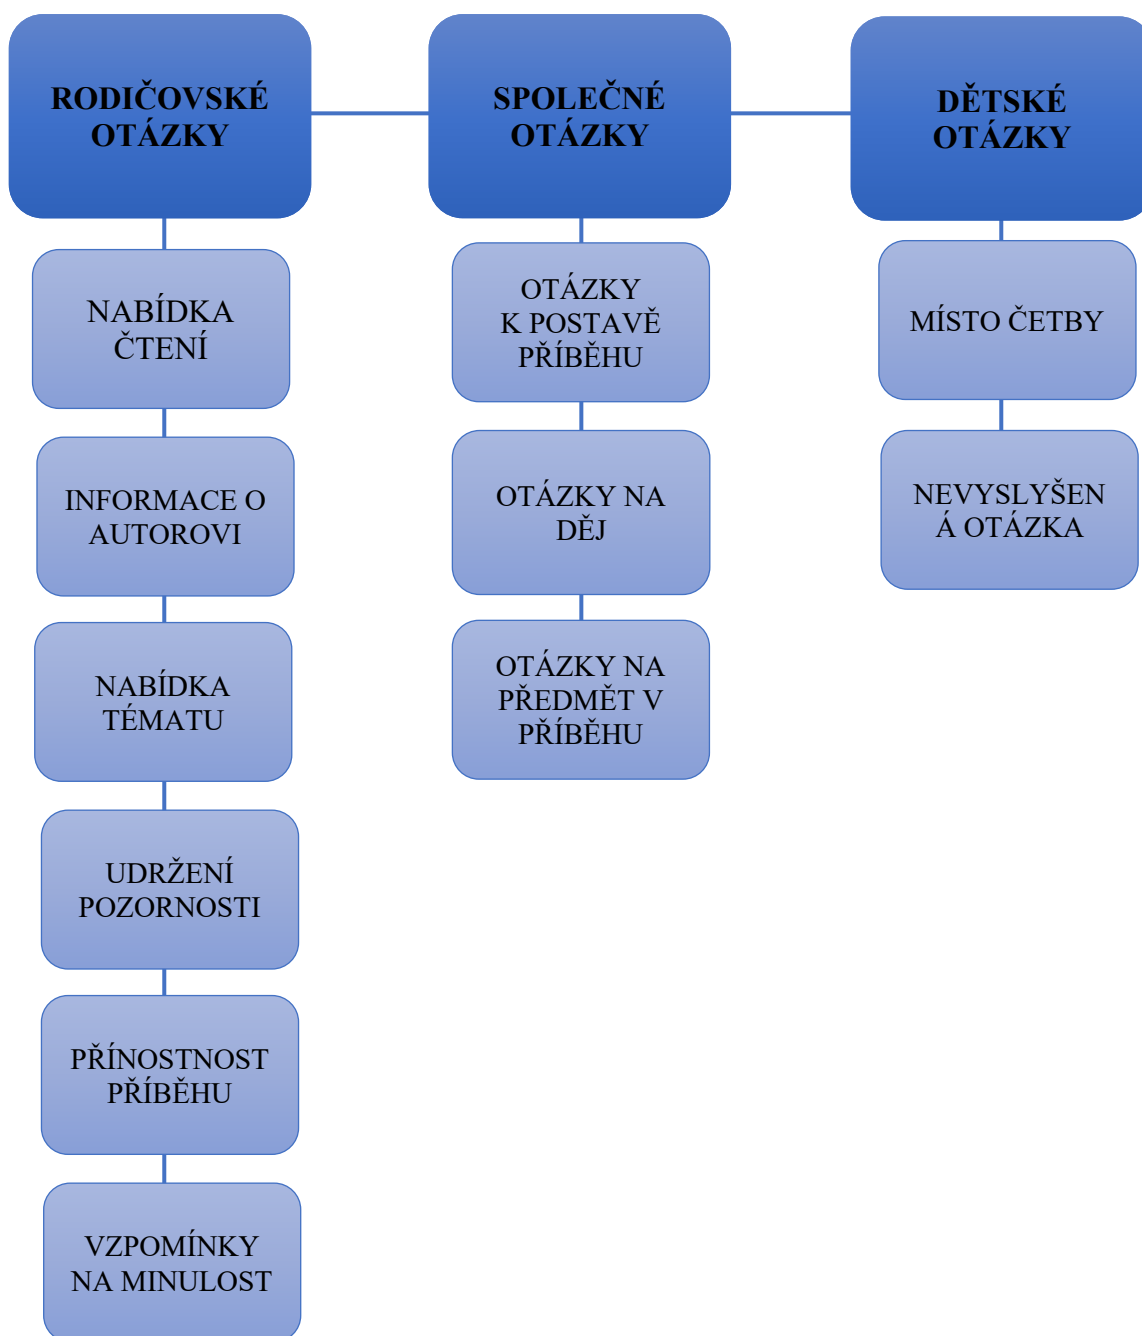 RODIČOVSKÉ
OTÁZKY
NABÍDKA
ČTENÍ
INFORMACE O
AUTOROVI
NABÍDKA
TÉMATU
UDRŽENÍ
POZORNOSTI
PŘÍNOSTNOST
PŘÍBĚHU
VZPOMÍNKY
NA MINULOST
SPOLEČNÉ
OTÁZKY
OTÁZKY
K POSTAVĚ
PŘÍBĚHU
OTÁZKY NA
DĚJ
OTÁZKY NA
PŘEDMĚT V
PŘÍBĚHU
DĚTSKÉ
OTÁZKY
MÍSTO ČETBY
NEVYSLYŠEN
Á OTÁZKA